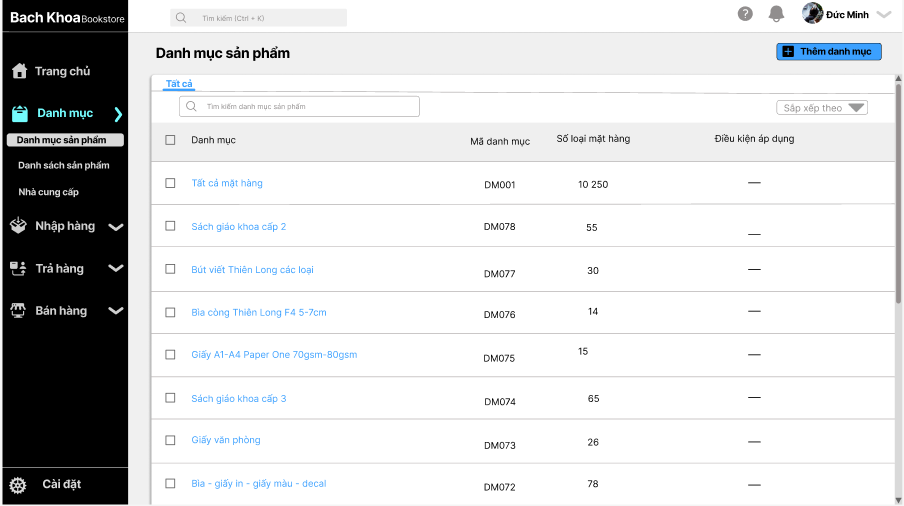 Bach Khoa Bookstore
Tìm kiếm (Ctrl + K)
Đức Minh
Danh mục sản phẩm
Thêm danh mục
Trang chủ
Danh mục
Danh mục sản phẩm
Danh sách sản phẩm
Nhà cung cấp
Nhập hàng
Trả hàng
Bán hàng
Cài đặt
Tất cả
Tìm kiếm danh mục sản phẩm
Sắp xếp theo
Danh mục Mã danh mục Số loại mặt hàng Điều kiện áp dụng
Tất cả mặt hàng DM001 10 250 —
Sách giáo khoa cấp 2 DM078 55 —
Bút viết Thiên Long các loại DM077 30 —
Bìa còng Thiên Long F4 5-7cm DM076 14 —
Giấy A1-A4 Paper One 70gsm-80gsm DM075 15 —
Sách giáo khoa cấp 3 DM074 65 —
Giấy văn phòng DM073 26 —
Bìa - giấy in - giấy màu - decal DM072 78 —